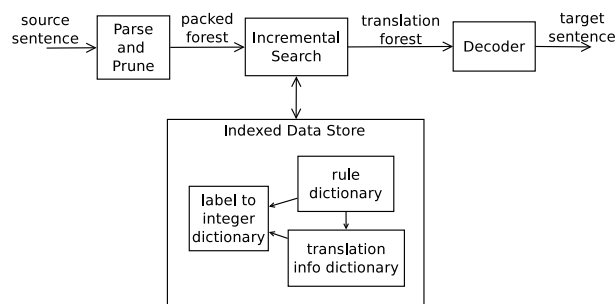 source
sentence
Parse
and
Prune
packed
forest
Incremental
Search
translation
forest
Decoder
target
sentence
Indexed Data Store
rule
dictionary
label to
integer
dictionary
translation
info dictionary